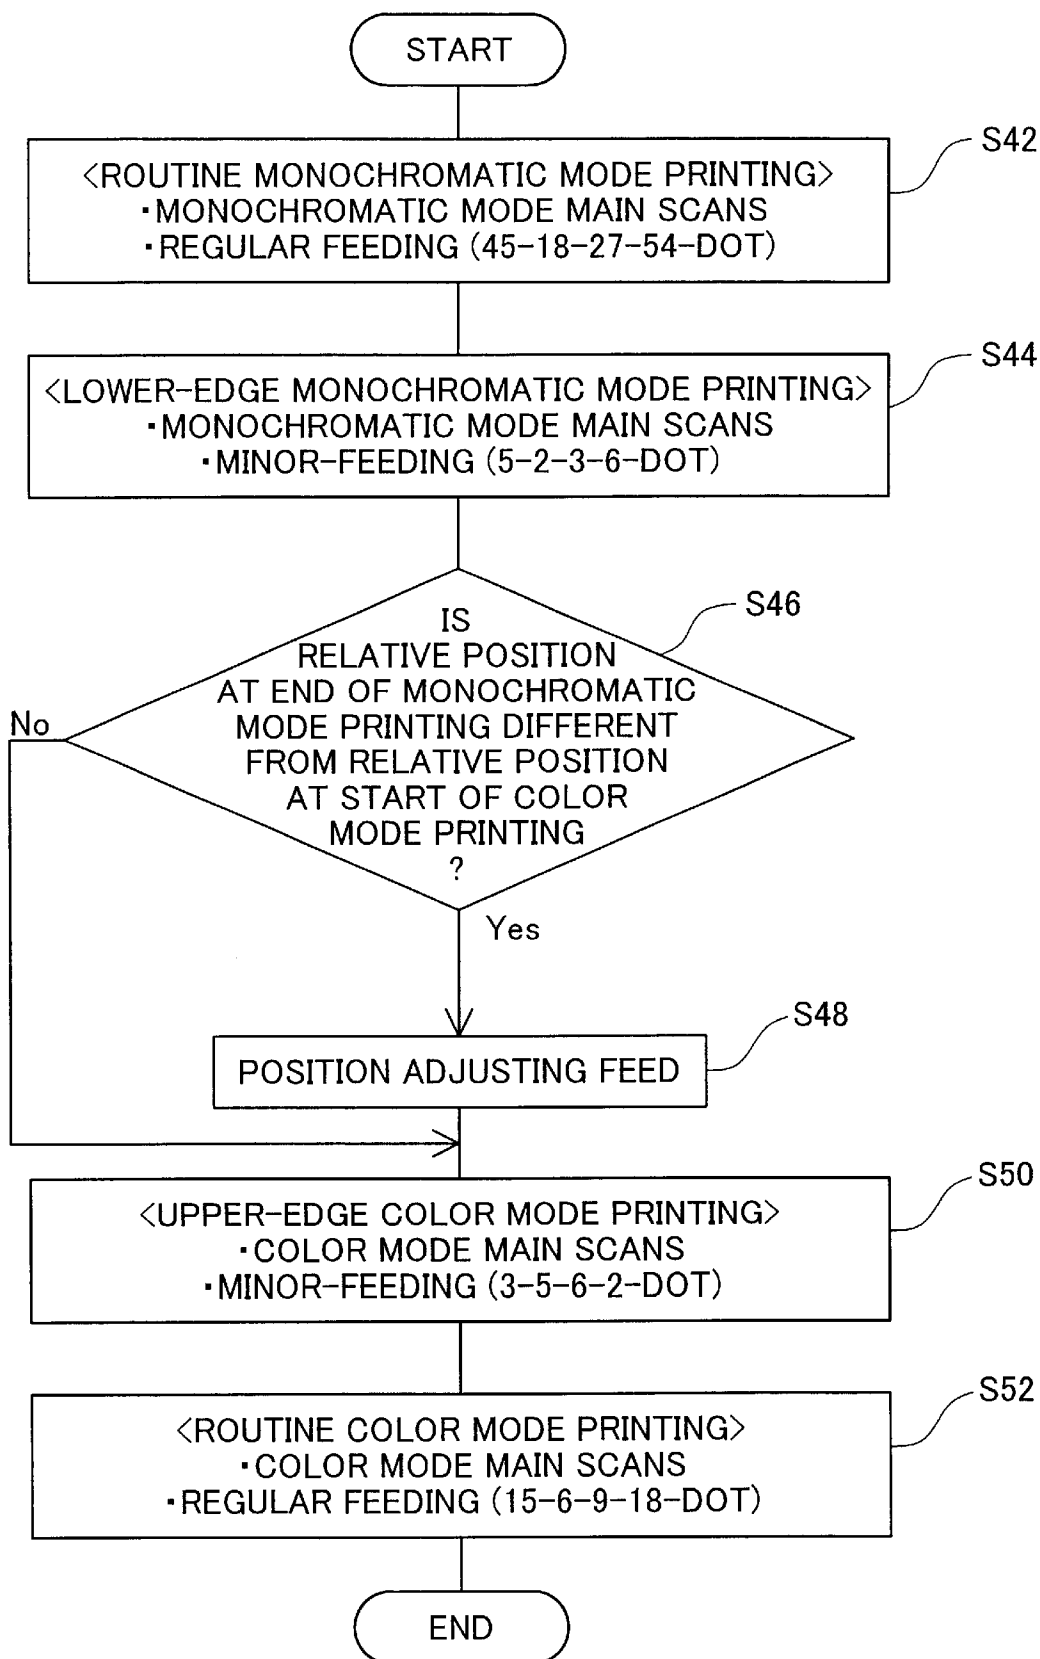 START
S42
<ROUTINE MONOCHROMATIC MODE PRINTING>
・MONOCHROMATIC MODE MAIN SCANS
・REGULAR FEEDING (45-18-27-54-DOT)
S44
<LOWER-EDGE MONOCHROMATIC MODE PRINTING>
・MONOCHROMATIC MODE MAIN SCANS
・MINOR-FEEDING (5-2-3-6-DOT)
S46
IS
RELATIVE POSITION
AT END OF MONOCHROMATIC
MODE PRINTING DIFFERENT
FROM RELATIVE POSITION
AT START OF COLOR
MODE PRINTING
?
No
Yes
S48
POSITION ADJUSTING FEED
S50
<UPPER-EDGE COLOR MODE PRINTING>
・COLOR MODE MAIN SCANS
・MINOR-FEEDING (3-5-6-2-DOT)
S52
<ROUTINE COLOR MODE PRINTING>
・COLOR MODE MAIN SCANS
・REGULAR FEEDING (15-6-9-18-DOT)
END